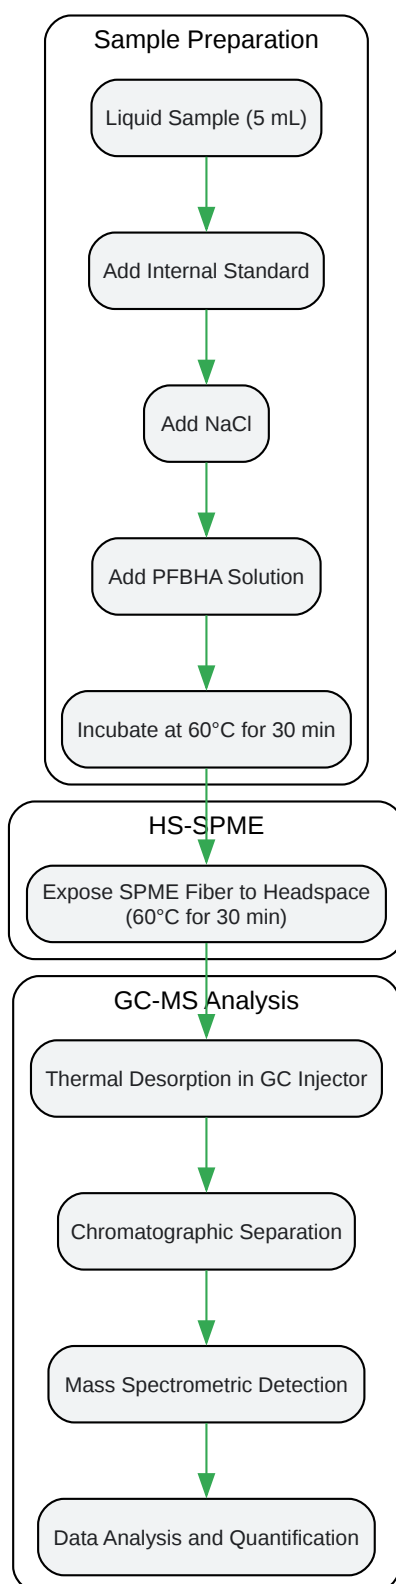 Sample Preparation
Liquid Sample (5 mL)
Add Internal Standard
Add NaCl
Add PFBHA Solution
Incubate at 60°C for 30 min
HS-SPME
Expose SPME Fiber to Headspace
(60°C for 30 min)
GC-MS Analysis
Thermal Desorption in GC Injector
Chromatographic Separation
Mass Spectrometric Detection
Data Analysis and Quantification